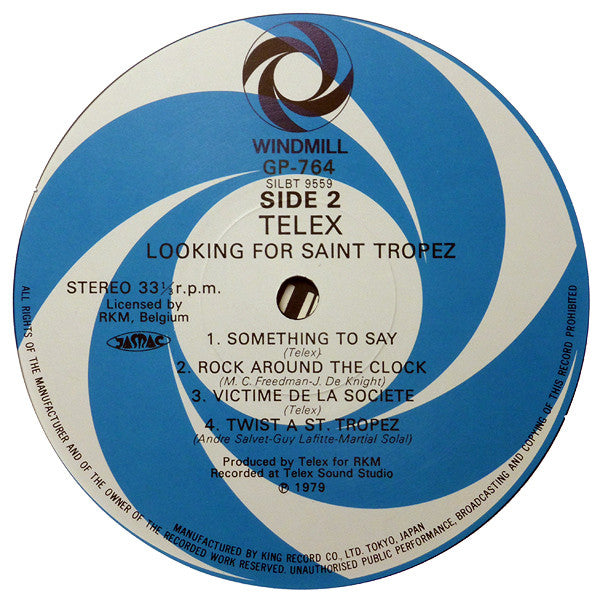 WINDMILL
GP-764
SILBT 9559
SIDE 2
TELEX
LOOKING FOR SAINT TROPEZ
STEREO 33⅓ r.p.m.
Licensed by
RKM, Belgium
JASRAC
1. SOMETHING TO SAY
(Telex)
2. ROCK AROUND THE CLOCK
(M. C. Freedman-J. De Knight)
3. VICTIME DE LA SOCIETE
(Telex)
4. TWIST A ST. TROPEZ
(Andre Salvet-Guy Lafitte-Martial Solal)
Produced by Telex for RKM
Recorded at Telex Sound Studio
℗ 1979
ALL RIGHTS OF THE MANUFACTURER AND OF THE OWNER OF THE RECORDED WORK RESERVED. UNAUTHORISED PUBLIC PERFORMANCE, BROADCASTING AND COPYING OF THIS RECORD PROHIBITED
MANUFACTURED BY KING RECORD CO., LTD. TOKYO, JAPAN